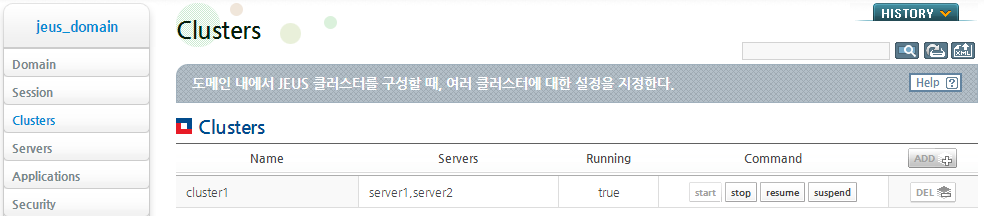 jeus_domain
Domain
Session
Clusters
Servers
Applications
Security
Clusters
HISTORY
XML
도메인 내에서 JEUS 클러스터를 구성할 때, 여러 클러스터에 대한 설정을 지정한다.
Help ?
Clusters
Name Servers Running Command ADD
cluster1 server1,server2 true start stop resume suspend DEL